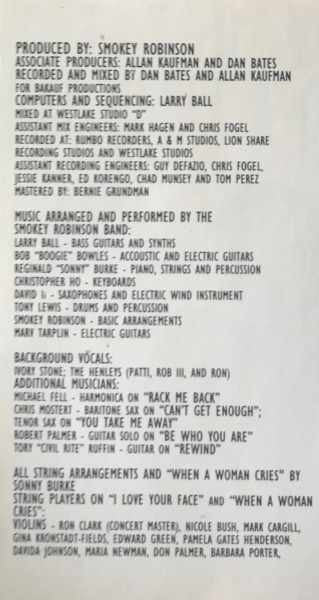 PRODUCED BY: SMOKEY ROBINSON
ASSOCIATE PRODUCERS: ALLAN KAUFMAN AND DAN BATES
RECORDED AND MIXED BY DAN BATES AND ALLAN KAUFMAN
FOR BAKAUF PRODUCTIONS
COMPUTERS AND SEQUENCING: LARRY BALL
MIXED AT WESTLAKE STUDIO "D"
ASSISTANT MIX ENGINEERS: MARK HAGEN AND CHRIS FOGEL
RECORDED AT: RUMBO RECORDERS, A & M STUDIOS, LION SHARE
RECORDING STUDIOS AND WESTLAKE STUDIOS
ASSISTANT RECORDING ENGINEERS: GUY DEFAZIO, CHRIS FOGEL,
JESSIE KANNER, ED KORENGO, CHAD MUNSEY AND TOM PEREZ
MASTERED BY: BERNIE GRUNDMAN
MUSIC ARRANGED AND PERFORMED BY THE
SMOKEY ROBINSON BAND:
LARRY BALL - BASS GUITARS AND SYNTHS
BOB "BOOGIE" BOWLES - ACCOUSTIC AND ELECTRIC GUITARS
REGINALD "SONNY" BURKE - PIANO, STRINGS AND PERCUSSION
CHRISTOPHER HO - KEYBOARDS
DAVID Ii - SAXOPHONES AND ELECTRIC WIND INSTRUMENT
TONY LEWIS - DRUMS AND PERCUSSION
SMOKEY ROBINSON - BASIC ARRANGEMENTS
MARV TARPLIN - ELECTRIC GUITARS
BACKGROUND VOCALS:
IVORY STONE; THE HENLEYS (PATTI, ROB III, AND RON)
ADDITIONAL MUSICIANS:
MICHAEL FELL - HARMONICA ON "RACK ME BACK"
CHRIS MOSTERT - BARITONE SAX ON "CAN'T GET ENOUGH";
TENOR SAX ON "YOU TAKE ME AWAY"
ROBERT PALMER - GUITAR SOLO ON "BE WHO YOU ARE"
TORY "CIVIL RITE" RUFFIN - GUITAR ON "REWIND"
ALL STRING ARRANGEMENTS AND "WHEN A WOMAN CRIES" BY
SONNY BURKE
STRING PLAYERS ON "I LOVE YOUR FACE" AND "WHEN A WOMAN
CRIES":
VIOLINS - RON CLARK (CONCERT MASTER), NICOLE BUSH, MARK CARGILL,
GINA KRONSTADT-FIELDS, EDWARD GREEN, PAMELA GATES HENDERSON,
DAVIDA JOHNSON, MARIA NEWMAN, DON PALMER, BARBARA PORTER,